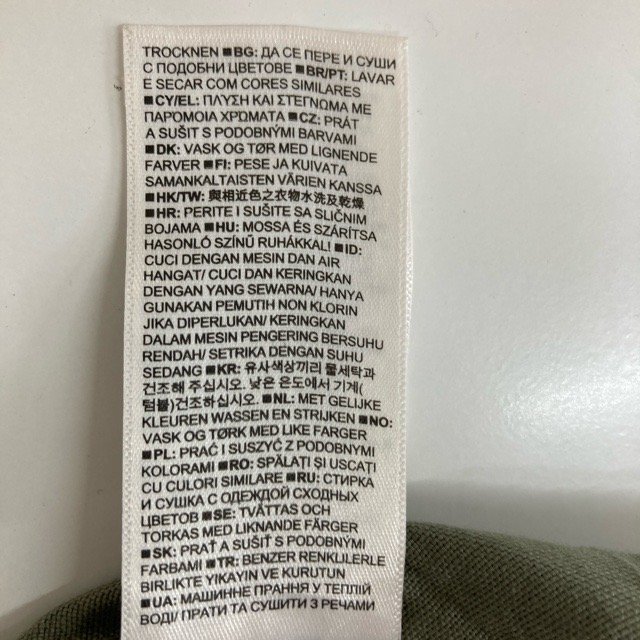 TROCKNEN ■BG: ДА СЕ ПЕРЕ И СУШИ
С ПОДОБНИ ЦВЕТОВЕ ■BR/PT: LAVAR
E SECAR COM CORES SIMILARES
■CY/EL: ΠΛΥΣΗ ΚΑΙ ΣΤΕΓΝΩΜΑ ΜΕ
ΠΑΡΌΜΟΙΑ ΧΡΏΜΑΤΑ ■CZ: PRÁT
A SUŠIT S PODOBNÝMI BARVAMI
■DK: VASK OG TØR MED LIGNENDE
FARVER ■FI: PESE JA KUIVATA
SAMANKALTAISTEN VÄRIEN KANSSA
■HK/TW: 與相近色之衣物水洗及乾燥
■HR: PERITE I SUŠITE SA SLIČNIM
BOJAMA ■HU: MOSSA ÉS SZÁRÍTSA
HASONLÓ SZÍNŰ RUHÁKKAL! ■ID:
CUCI DENGAN MESIN DAN AIR
HANGAT/ CUCI DAN KERINGKAN
DENGAN YANG SEWARNA/ HANYA
GUNAKAN PEMUTIH NON KLORIN
JIKA DIPERLUKAN/ KERINGKAN
DALAM MESIN PENGERING BERSUHU
RENDAH/ SETRIKA DENGAN SUHU
SEDANG ■KR: 유사색상끼리 물세탁과
건조해 주십시오. 낮은 온도에서 기계(
텀블)건조하십시오. ■NL: MET GELIJKE
KLEUREN WASSEN EN STRIJKEN ■NO:
VASK OG TØRK MED LIKE FARGER
■PL: PRAĆ I SUSZYĆ Z PODOBNYMI
KOLORAMI ■RO: SPĂLAȚI ȘI USCAȚI
CU CULORI SIMILARE ■RU: СТИРКА
И СУШКА С ОДЕЖДОЙ СХОДНЫХ
ЦВЕТОВ ■SE: TVÄTTAS OCH
TORKAS MED LIKNANDE FÄRGER
■SK: PRAŤ A SUŠIŤ S PODOBNÝMI
FARBAMI ■TR: BENZER RENKLILERLE
BIRLIKTE YIKAYIN VE KURUTUN
■UA: МАШИННЕ ПРАННЯ У ТЕПЛІЙ
ВОДІ/ ПРАТИ ТА СУШИТИ З РЕЧАМИ